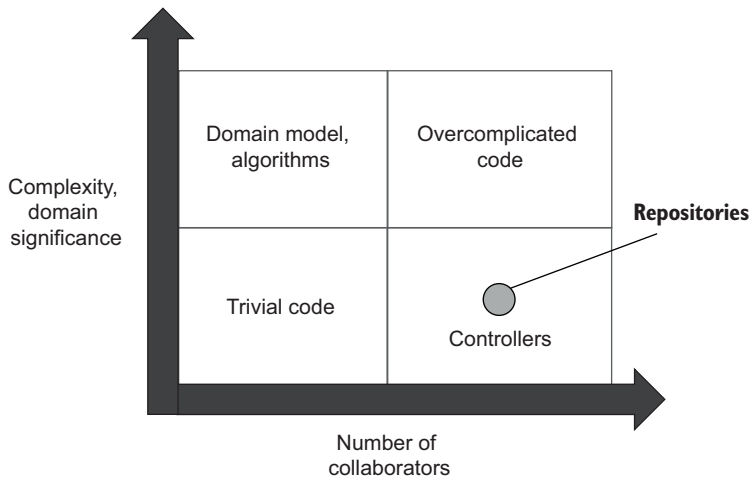 Complexity,
domain
significance
Domain model,
algorithms
Overcomplicated
code
Repositories
Trivial code
Controllers
Number of
collaborators